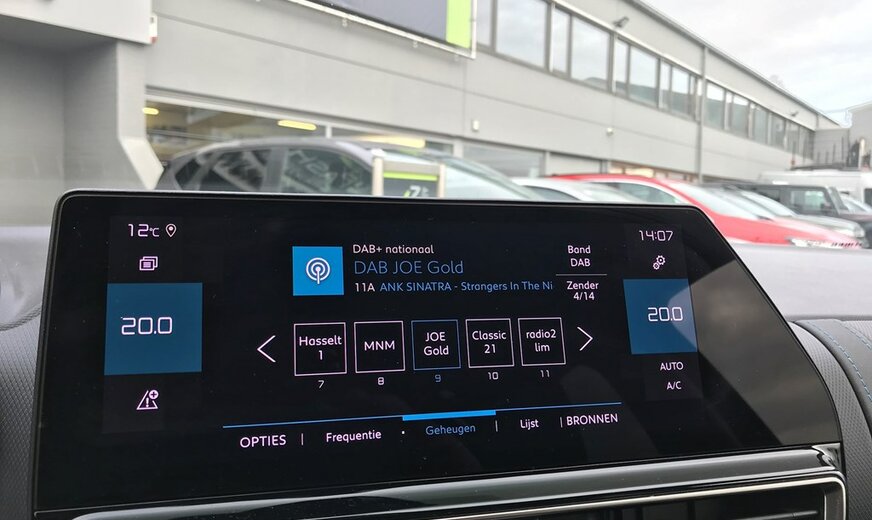 12°C
14:07
DAB+ nationaal
Band
DAB
DAB JOE Gold
11A ANK SINATRA - Strangers In The Ni
Zender
4/14
20.0
20.0
Hasselt
1
MNM
JOE
Gold
Classic
21
radio2
lim
7
8
9
10
11
AUTO
A/C
OPTIES
Frequentie
Geheugen
Lijst
BRONNEN